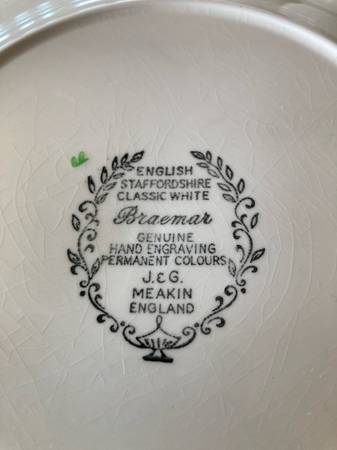 ENGLISH
STAFFORDSHIRE
CLASSIC WHITE
Braemar
GENUINE
HAND ENGRAVING
PERMANENT COLOURS
J. & G.
MEAKIN
ENGLAND